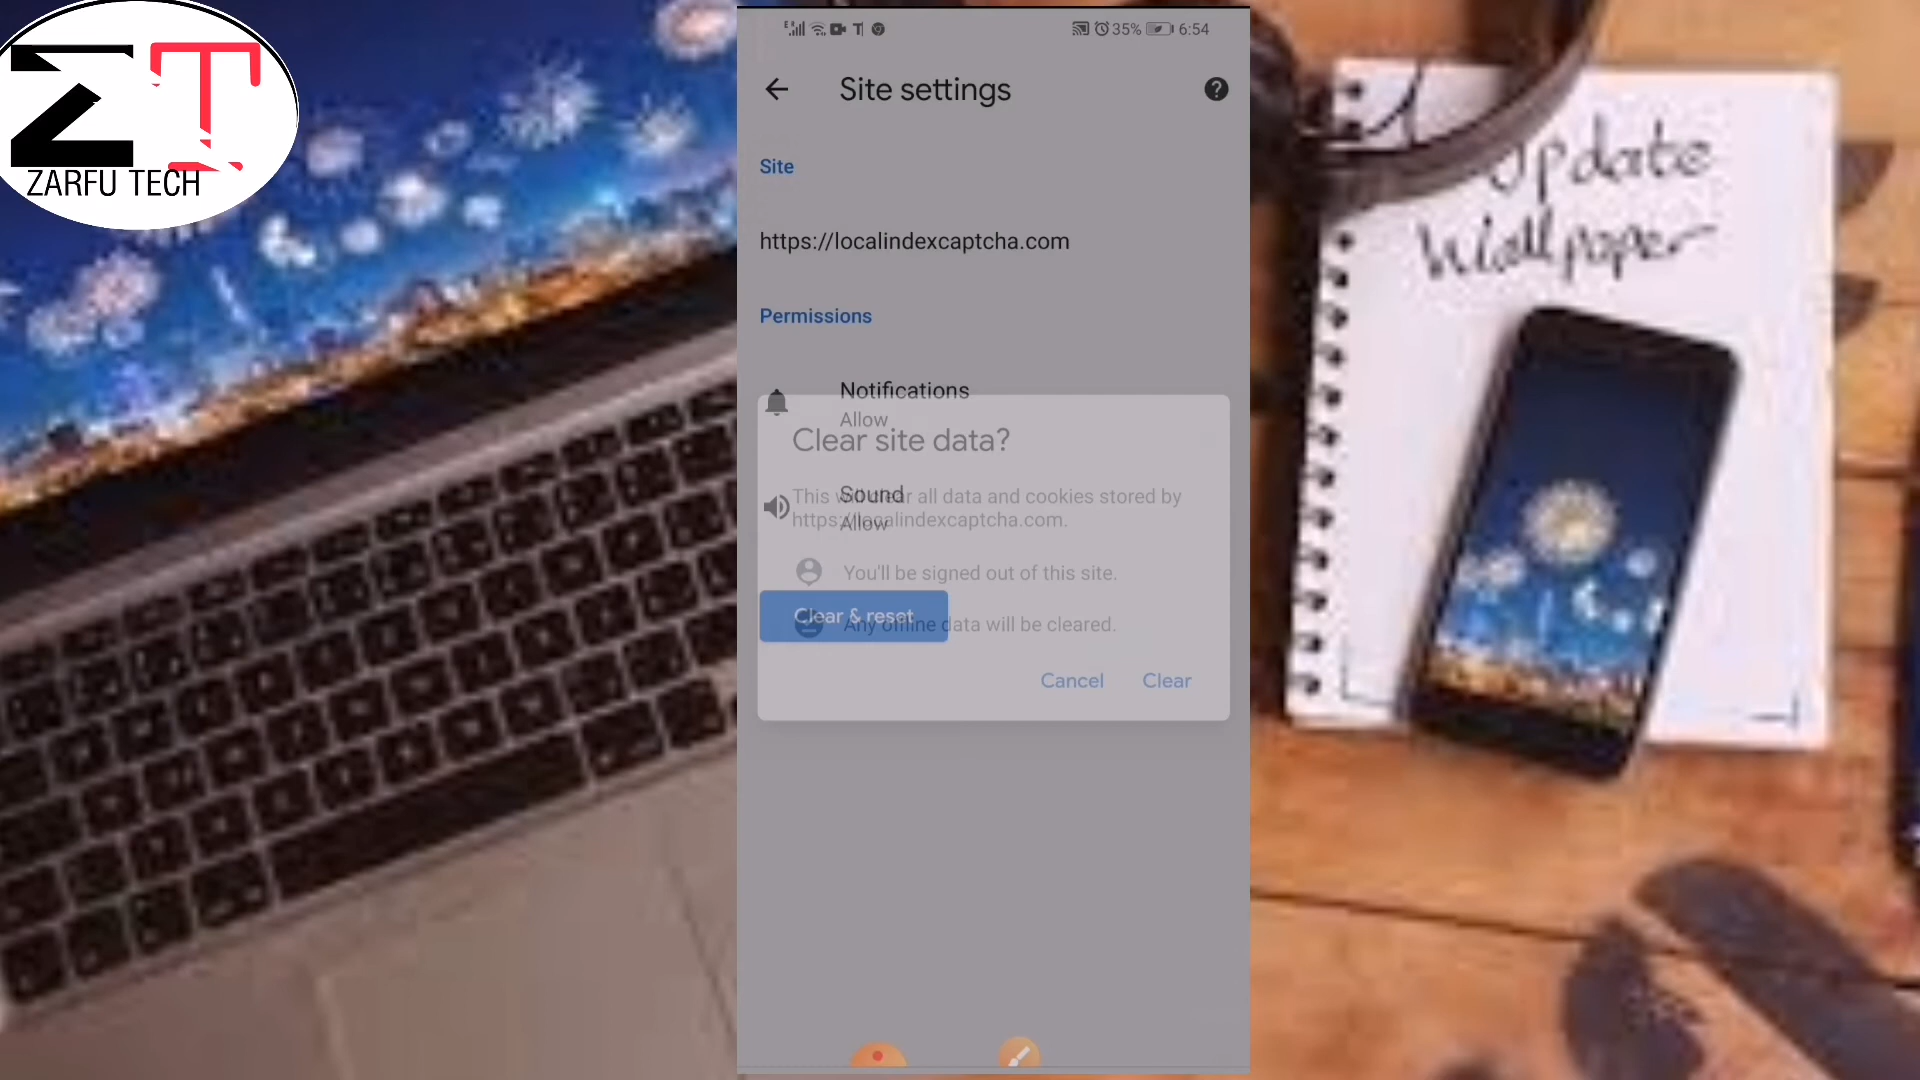 ZT
ZARFU TECH
35% 6:54
Site settings
Site
https://localindexcaptcha.com
Permissions
Notifications
Allow
Clear site data?
Sound
Allow
This will clear all data and cookies stored by
https://localindexcaptcha.com.
You'll be signed out of this site.
Clear & reset
Any offline data will be cleared.
Cancel Clear
Update
Wallpaper